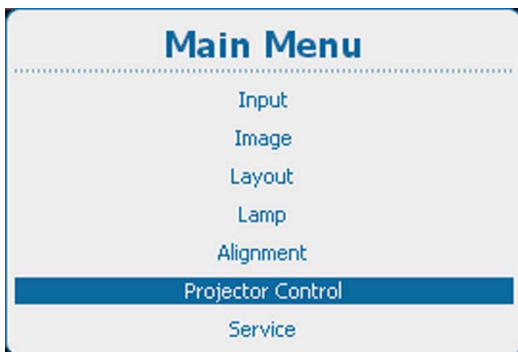 Main Menu
Input
Image
Layout
Lamp
Alignment
Projector Control
Service